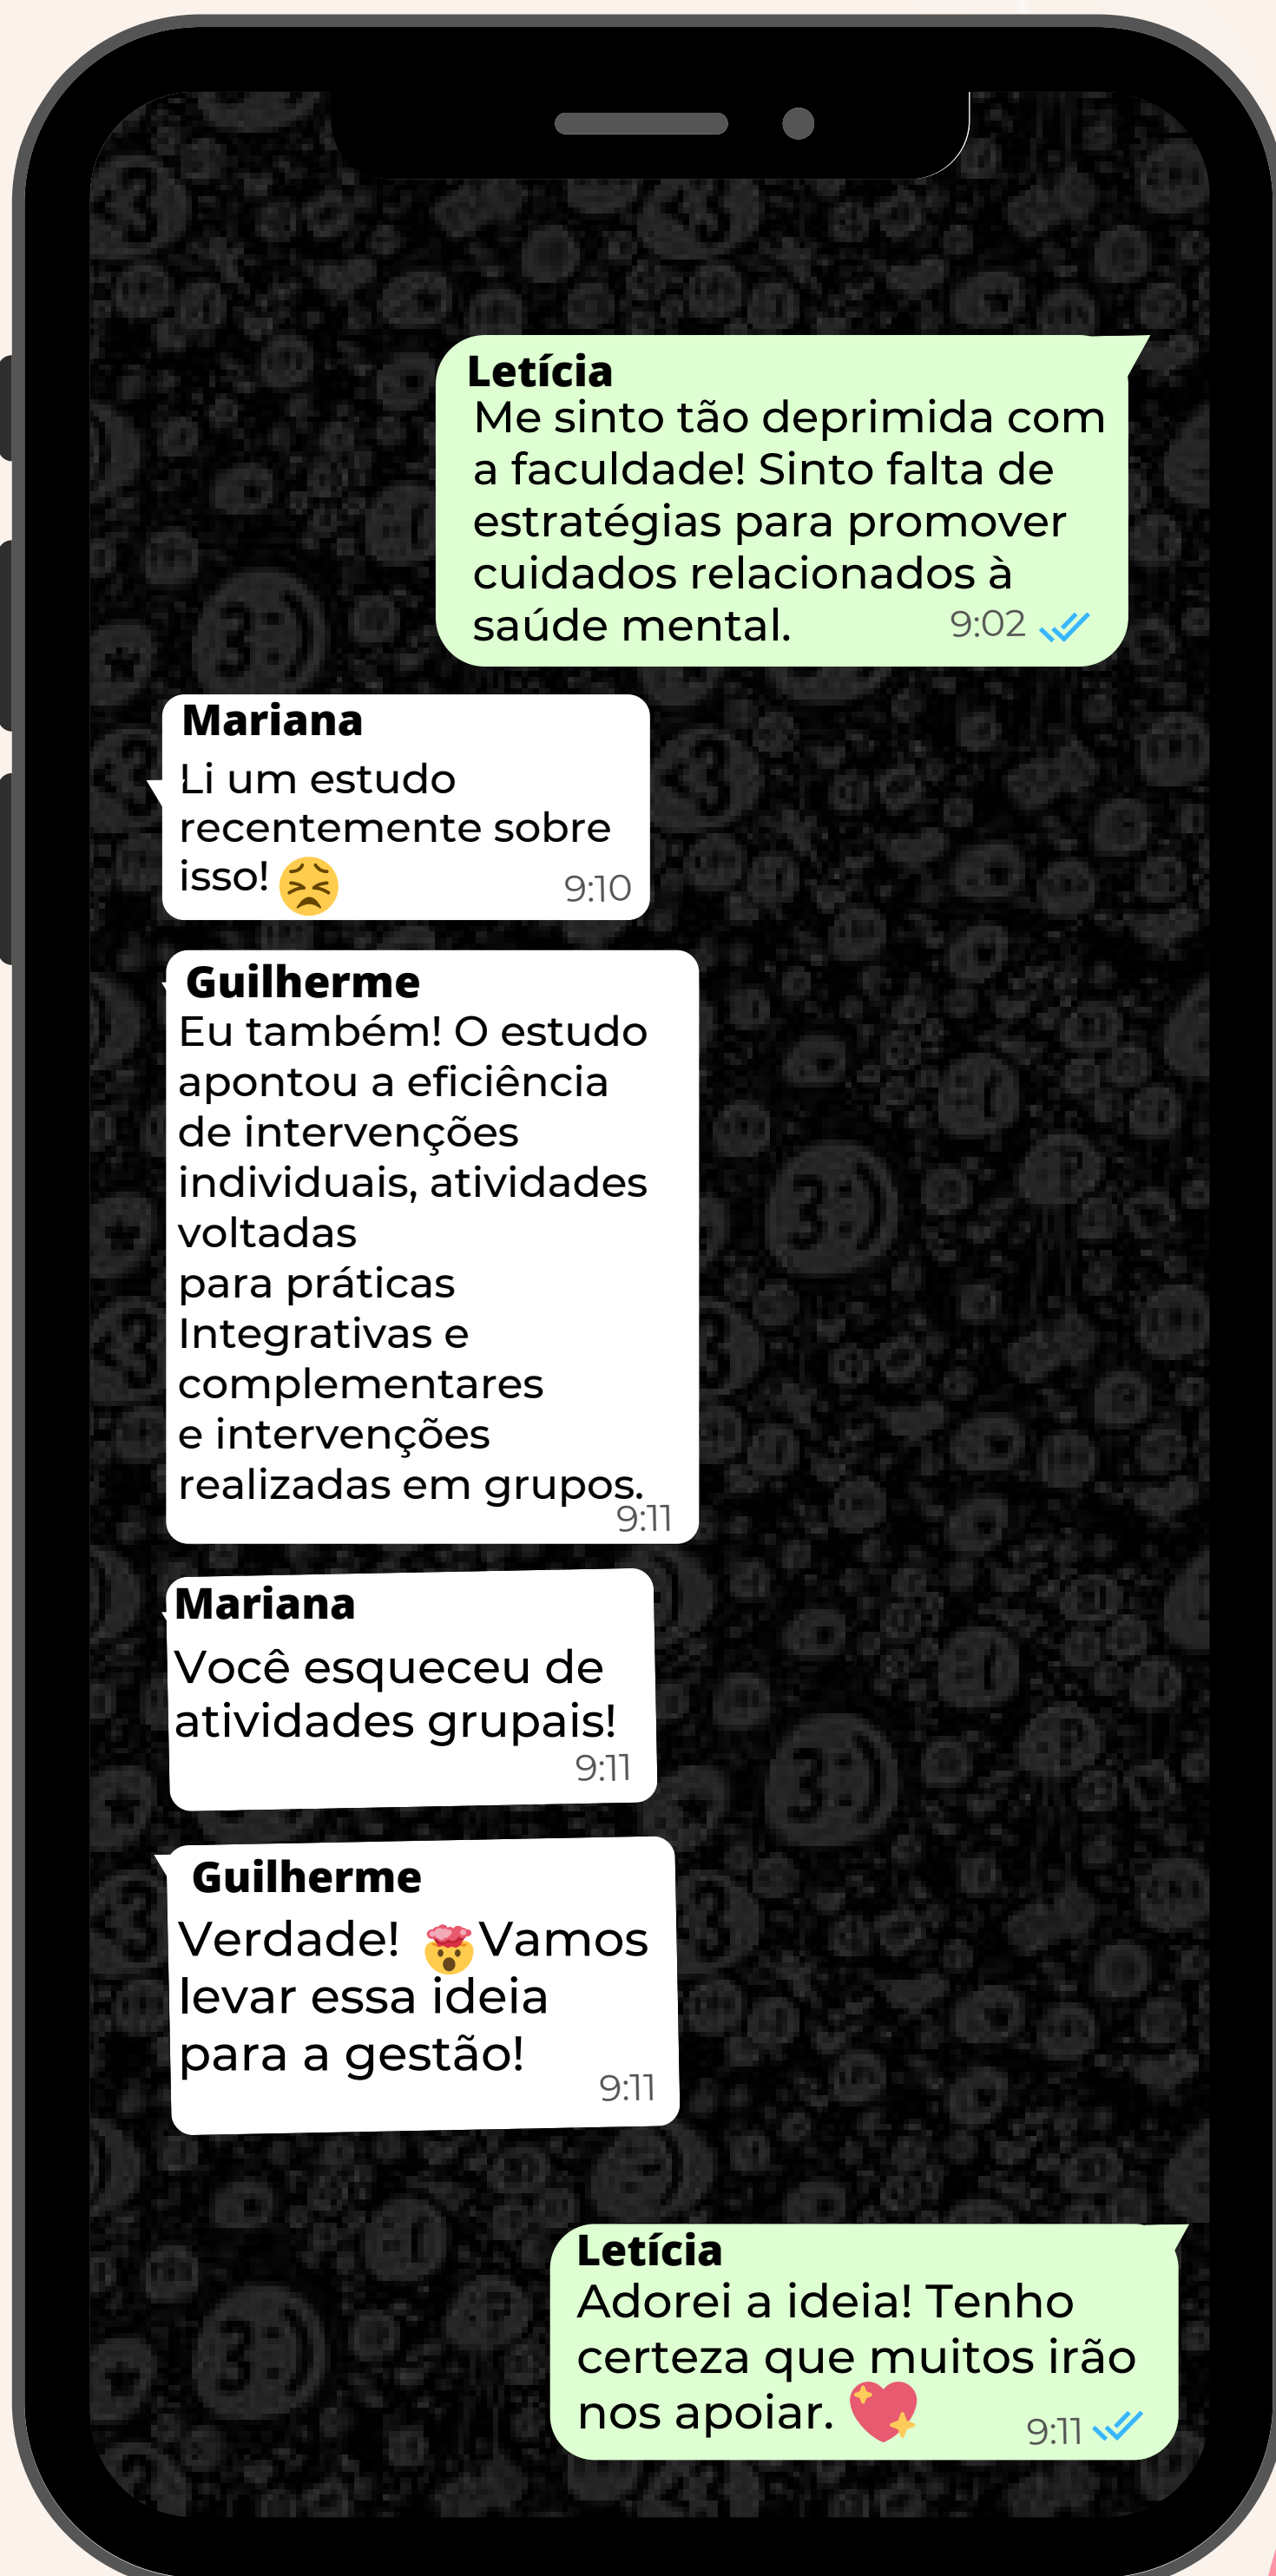 Letícia
Me sinto tão deprimida com
a faculdade! Sinto falta de
estratégias para promover
cuidados relacionados à
saúde mental.
9:02
Mariana
Li um estudo
recentemente sobre
isso! 😣
9:10
Guilherme
Eu também! O estudo
apontou a eficiência
de intervenções
individuais, atividades
voltadas
para práticas
Integrativas e
complementares
e intervenções
realizadas em grupos.
9:11
Mariana
Você esqueceu de
atividades grupais!
9:11
Guilherme
Verdade! 🤯Vamos
levar essa ideia
para a gestão!
9:11
Letícia
Adorei a ideia! Tenho
certeza que muitos irão
nos apoiar. 💖
9:11